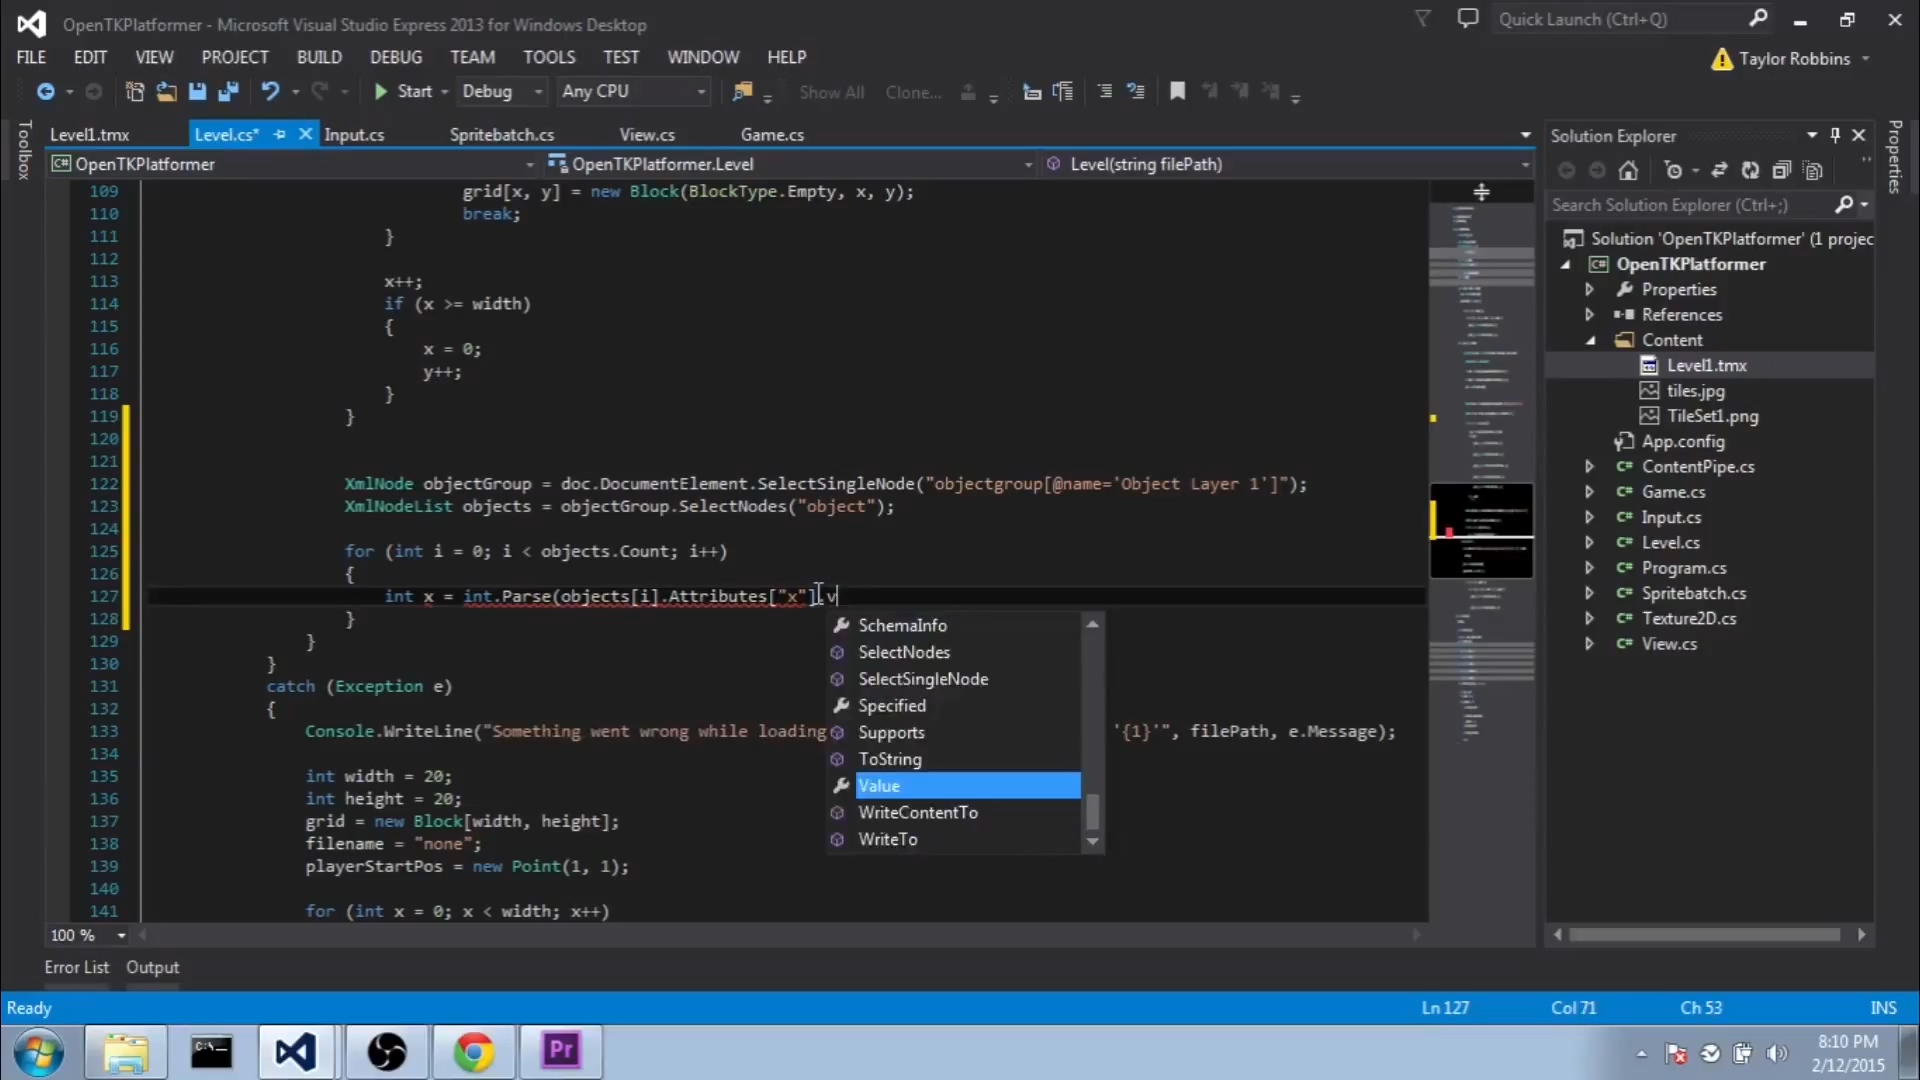 OpenTKPlatformer - Microsoft Visual Studio Express 2013 for Windows Desktop
Quick Launch (Ctrl+Q)
FILE EDIT VIEW PROJECT BUILD DEBUG TEAM TOOLS TEST WINDOW HELP
Taylor Robbins
Start Debug Any CPU Show All Clone...
Toolbox
Level1.tmx Level.cs* Input.cs Spritebatch.cs View.cs Game.cs
OpenTKPlatformer OpenTKPlatformer.Level Level(string filePath)
109 grid[x, y] = new Block(BlockType.Empty, x, y);
110 break;
111 }
112
113 x++;
114 if (x >= width)
115 {
116 x = 0;
117 y++;
118 }
119 }
120
121
122 XmlNode objectGroup = doc.DocumentElement.SelectSingleNode("objectgroup[@name='Object Layer 1']");
123 XmlNodeList objects = objectGroup.SelectNodes("object");
124
125 for (int i = 0; i < objects.Count; i++)
126 {
127 int x = int.Parse(objects[i].Attributes["x"].v
128 }
129 }
130 }
131 catch (Exception e)
132 {
133 Console.WriteLine("Something went wrong while loading '{1}'", filePath, e.Message);
134
135 int width = 20;
136 int height = 20;
137 grid = new Block[width, height];
138 filename = "none";
139 playerStartPos = new Point(1, 1);
140
141 for (int x = 0; x < width; x++)
SchemaInfo
SelectNodes
SelectSingleNode
Specified
Supports
ToString
Value
WriteContentTo
WriteTo
100 %
Solution Explorer
Search Solution Explorer (Ctrl+;)
Solution 'OpenTKPlatformer' (1 projec
OpenTKPlatformer
Properties
References
Content
Level1.tmx
tiles.jpg
TileSet1.png
App.config
ContentPipe.cs
Game.cs
Input.cs
Level.cs
Program.cs
Spritebatch.cs
Texture2D.cs
View.cs
Properties
Error List Output
Ready Ln 127 Col 71 Ch 53 INS
Pr
8:10 PM
2/12/2015